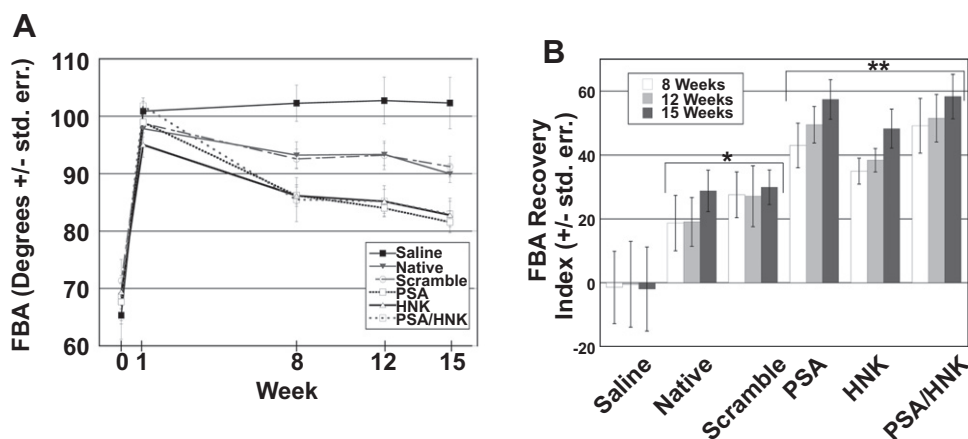 A
FBA (Degrees +/- std. err.)
110
100
90
80
70
60
0 1 8 12 15
Week
Saline
Native
Scramble
PSA
HNK
PSA/HNK
B
FBA Recovery
Index (+/- std. err.)
60
40
20
0
-20
8 Weeks
12 Weeks
15 Weeks
*
**
Saline
Native
Scramble
PSA
HNK
PSA/HNK